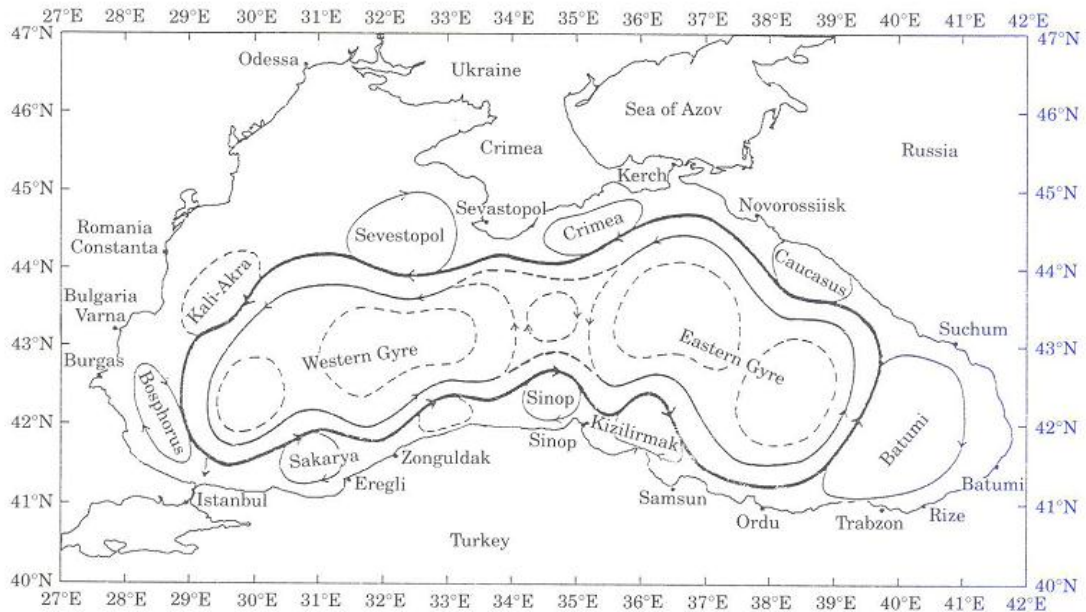 27°E 28°E 29°E 30°E 31°E 32°E 33°E 34°E 35°E 36°E 37°E 38°E 39°E 40°E 41°E 42°E
47°N 47°N
Odessa
Ukraine
46°N Sea of Azov 46°N
Crimea Russia
Kerch
45°N 45°N
Sevastopol Novorossiisk
Romania Sevestopol Crimea
Constanta
44°N Kali-Akra Caucasus 44°N
Bulgaria
Varna
Suchum
43°N Western Gyre Eastern Gyre 43°N
Burgas
Bosphorus Sinop
42°N Sinop Kizilirmak Batumi 42°N
Sakarya Zonguldak
Eregli Batumi
Istanbul Samsun
41°N Ordu Trabzon Rize 41°N
Turkey
40°N 40°N
27°E 28°E 29°E 30°E 31°E 32°E 33°E 34°E 35°E 36°E 37°E 38°E 39°E 40°E 41°E 42°E